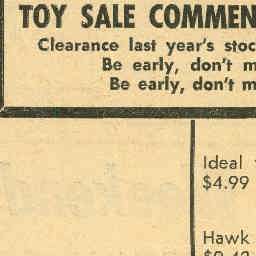 TOY SALE COMMEN
Clearance last year's stoc
Be early, don't m
Be early, don't m
Ideal
$4.99
Hawk